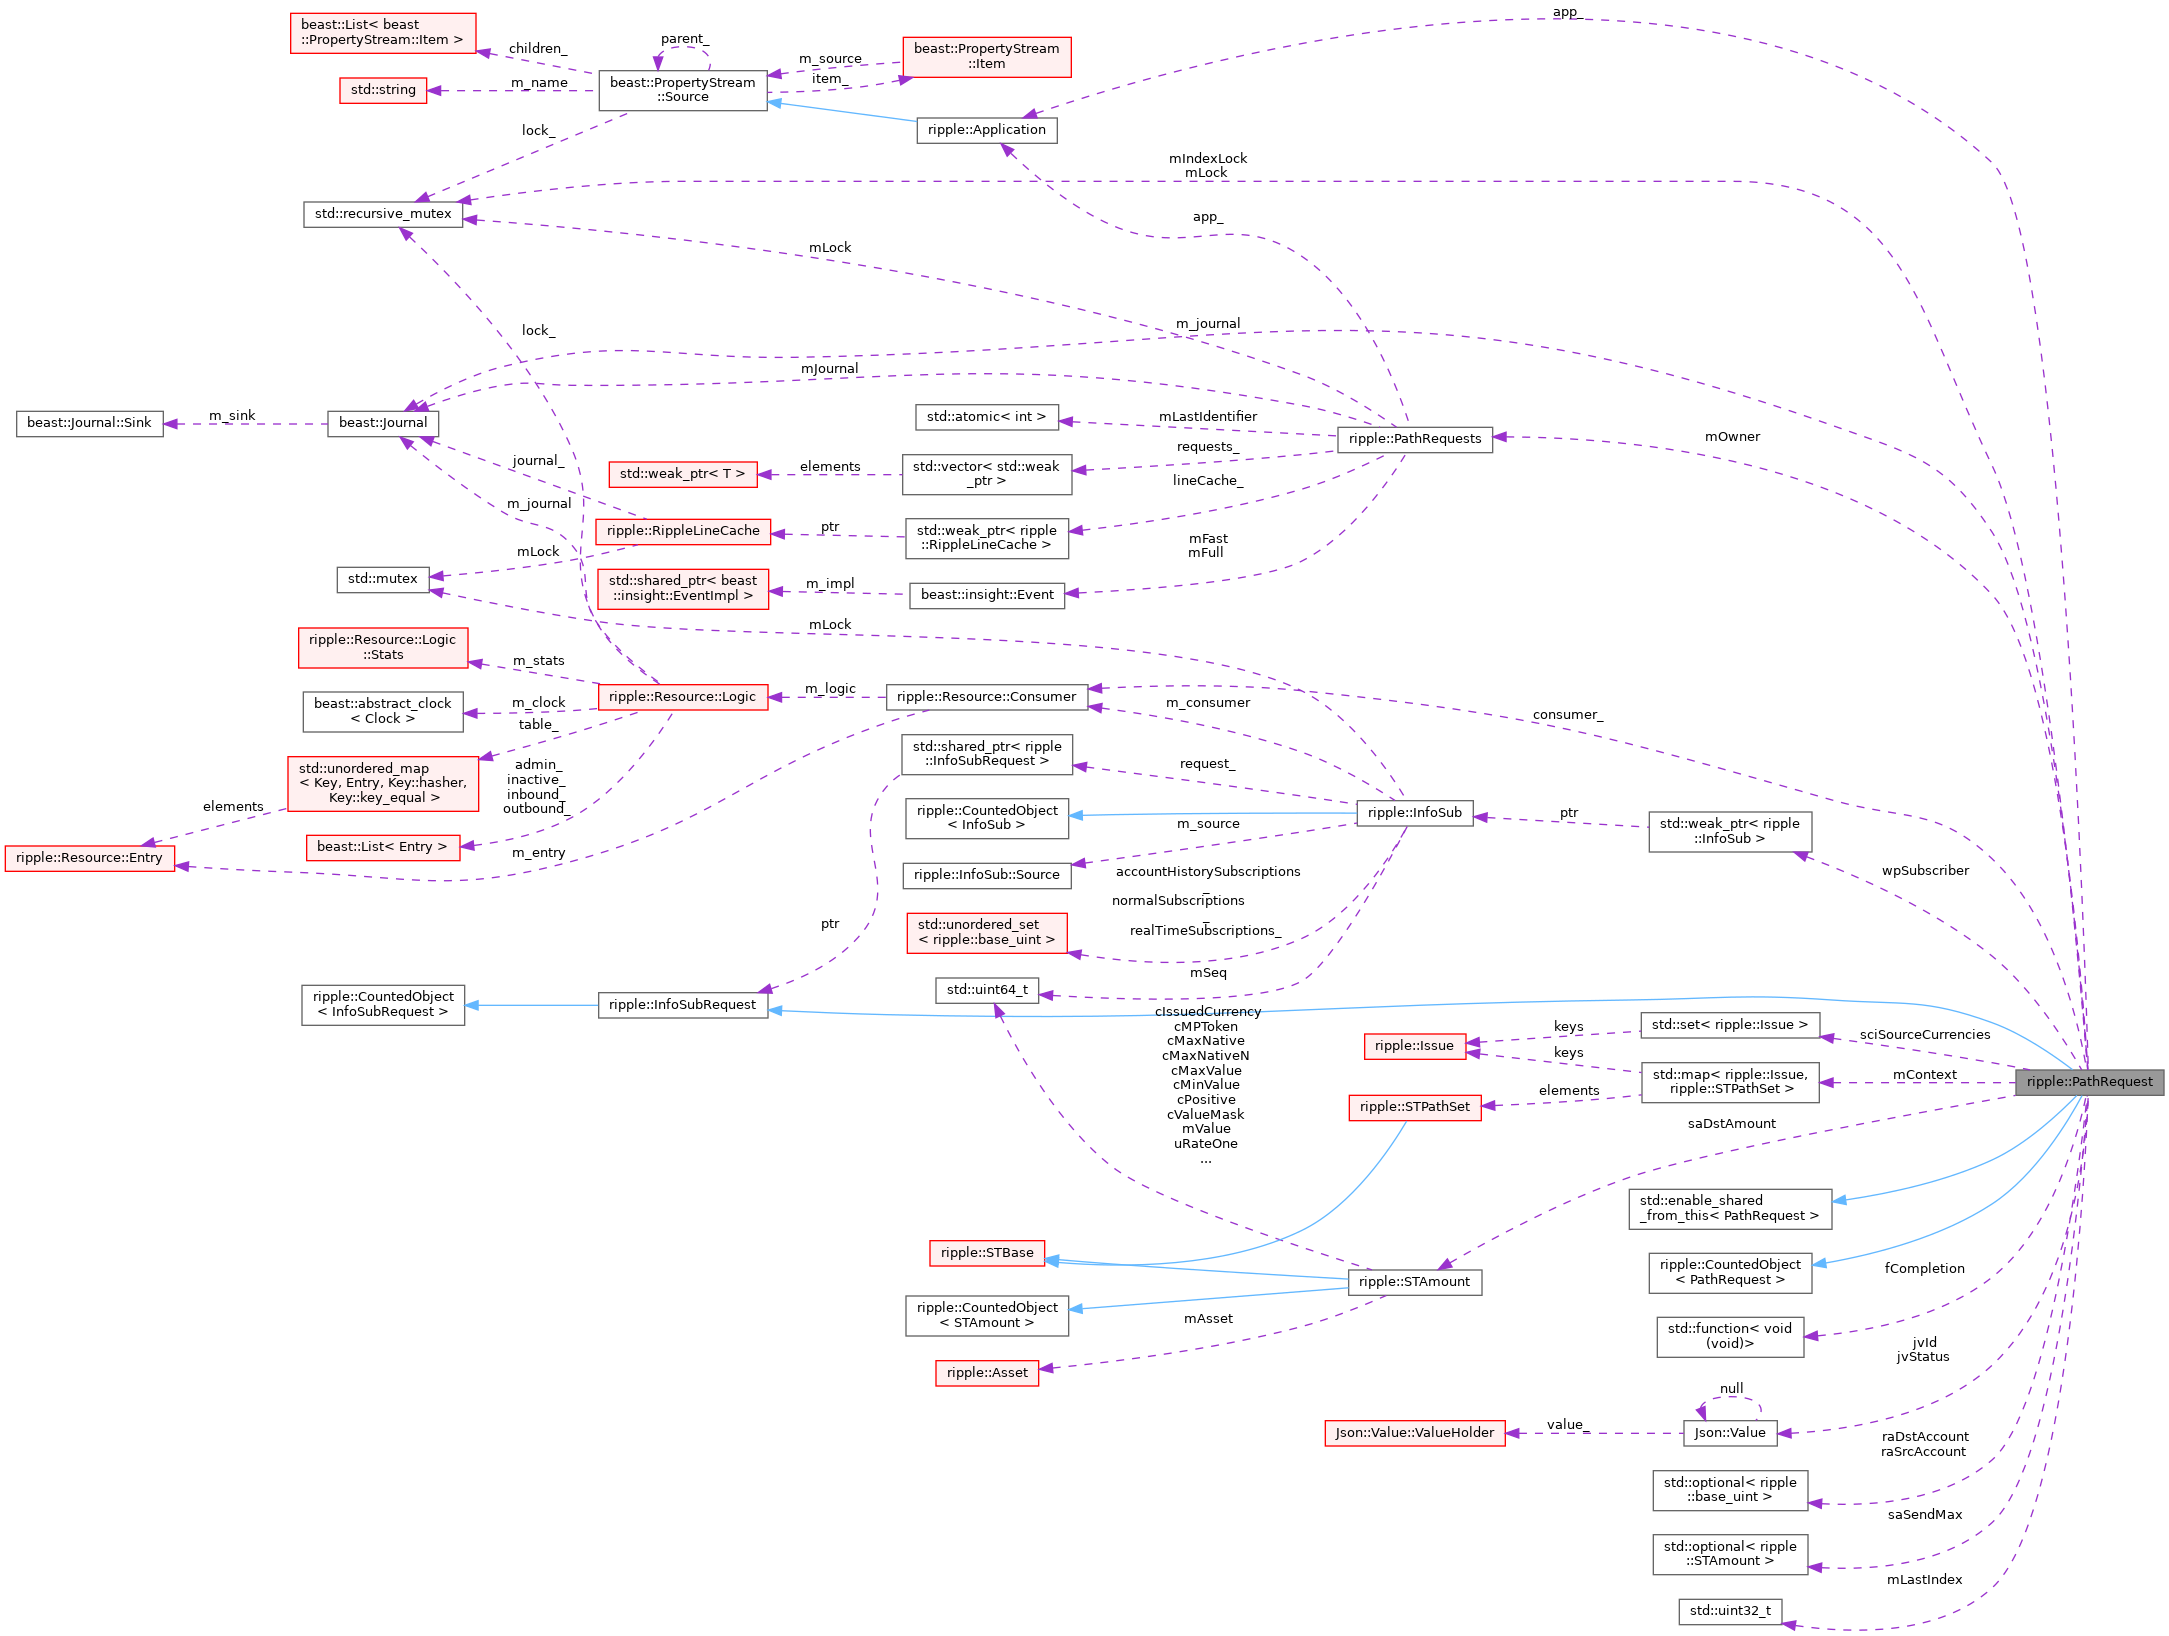 app_
beast::List< beast
::PropertyStream::Item >
children_
parent_
beast::PropertyStream
::Item
m_source
item_
std::string
m_name
beast::PropertyStream
::Source
ripple::Application
lock_
mIndexLock
mLock
std::recursive_mutex
app_
mLock
lock_
m_journal
mJournal
beast::Journal::Sink
m_sink
beast::Journal
std::atomic< int >
mLastIdentifier
ripple::PathRequests
mOwner
requests_
journal_
std::weak_ptr< T >
elements
std::vector< std::weak
_ptr >
lineCache_
m_journal
ripple::RippleLineCache
ptr
std::weak_ptr< ripple
::RippleLineCache >
mFast
mFull
mLock
std::mutex
std::shared_ptr< beast
::insight::EventImpl >
m_impl
beast::insight::Event
mLock
ripple::Resource::Logic
::Stats
m_stats
ripple::Resource::Logic
m_logic
ripple::Resource::Consumer
m_consumer
consumer_
beast::abstract_clock
< Clock >
m_clock
table_
std::shared_ptr< ripple
::InfoSubRequest >
request_
std::unordered_map
< Key, Entry, Key::hasher,
Key::key_equal >
admin_
inactive_
inbound_
outbound_
elements
ripple::CountedObject
< InfoSub >
ripple::InfoSub
ptr
std::weak_ptr< ripple
::InfoSub >
m_source
beast::List< Entry >
ripple::Resource::Entry
m_entry
ripple::InfoSub::Source
accountHistorySubscriptions
_
normalSubscriptions
_
realTimeSubscriptions_
wpSubscriber
std::unordered_set
< ripple::base_uint >
ptr
mSeq
std::uint64_t
ripple::CountedObject
< InfoSubRequest >
ripple::InfoSubRequest
cIssuedCurrency
cMPToken
cMaxNative
cMaxNativeN
cMaxValue
cMinValue
cPositive
cValueMask
mValue
uRateOne
...
ripple::Issue
keys
keys
std::set< ripple::Issue >
sciSourceCurrencies
std::map< ripple::Issue,
ripple::STPathSet >
mContext
ripple::PathRequest
ripple::STPathSet
elements
saDstAmount
std::enable_shared
_from_this< PathRequest >
ripple::STBase
ripple::STAmount
ripple::CountedObject
< PathRequest >
fCompletion
ripple::CountedObject
< STAmount >
mAsset
std::function< void
(void)>
jvId
jvStatus
ripple::Asset
null
Json::Value::ValueHolder
value_
Json::Value
raDstAccount
raSrcAccount
std::optional< ripple
::base_uint >
saSendMax
std::optional< ripple
::STAmount >
mLastIndex
std::uint32_t